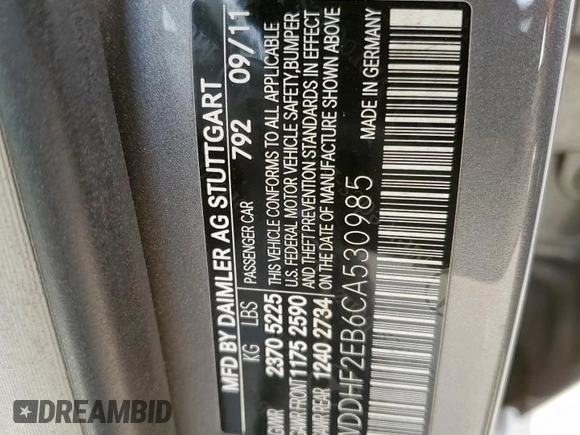 MFD BY DAIMLER AG STUTTGART
792 09/11
KG LBS PASSENGER CAR
GVWR 2370 5225 THIS VEHICLE CONFORMS TO ALL APPLICABLE
GAWR FRONT 1175 2590 U.S. FEDERAL MOTOR VEHICLE SAFETY, BUMPER
GAWR REAR 1240 2734 AND THEFT PREVENTION STANDARDS IN EFFECT
ON THE DATE OF MANUFACTURE SHOWN ABOVE
WDDHF2EB6CA530985 MADE IN GERMANY
AUTOBIDMASTER